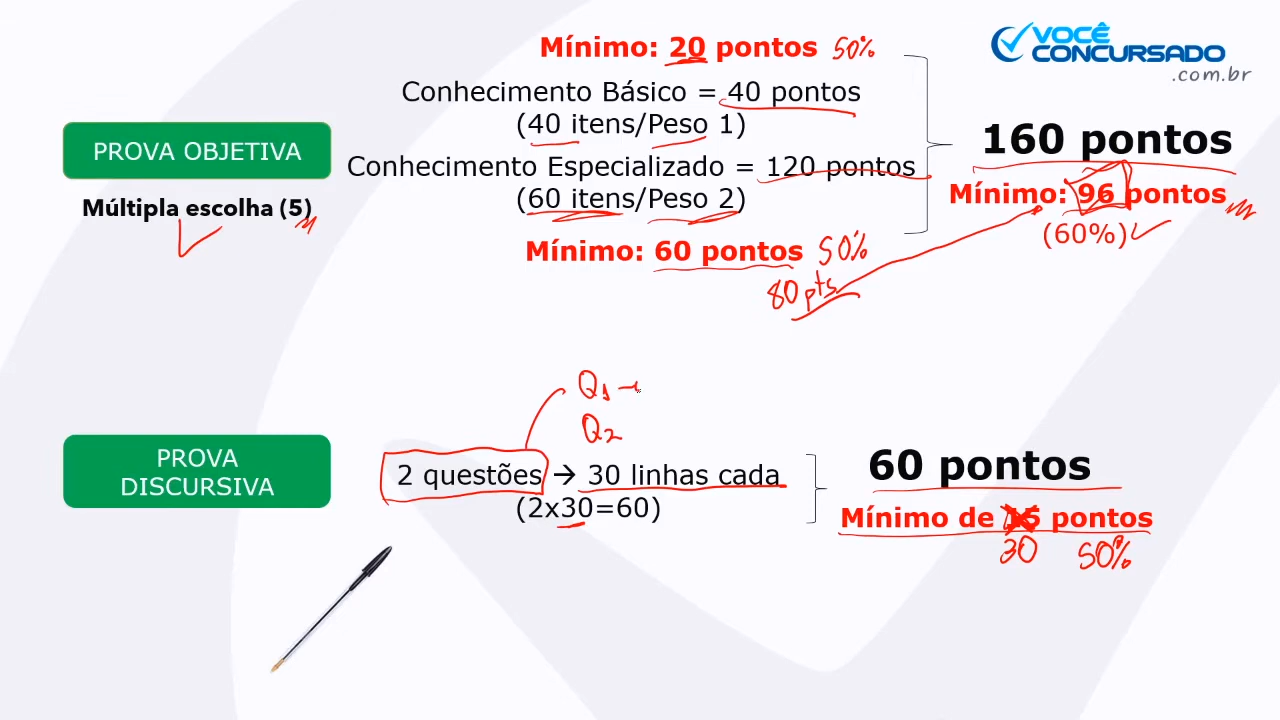 Mínimo: 20 pontos 50%
VOCÊ
CONCURSADO
.com.br
Conhecimento Básico = 40 pontos
(40 itens/Peso 1)
PROVA OBJETIVA
Múltipla escolha (5)
Conhecimento Especializado = 120 pontos
(60 itens/Peso 2)
160 pontos
Mínimo: 96 pontos
(60%)
Mínimo: 60 pontos 50%
80 pts
Q1
Q2
PROVA
DISCURSIVA
2 questões → 30 linhas cada
(2x30=60)
60 pontos
Mínimo de 15 pontos
30 50%